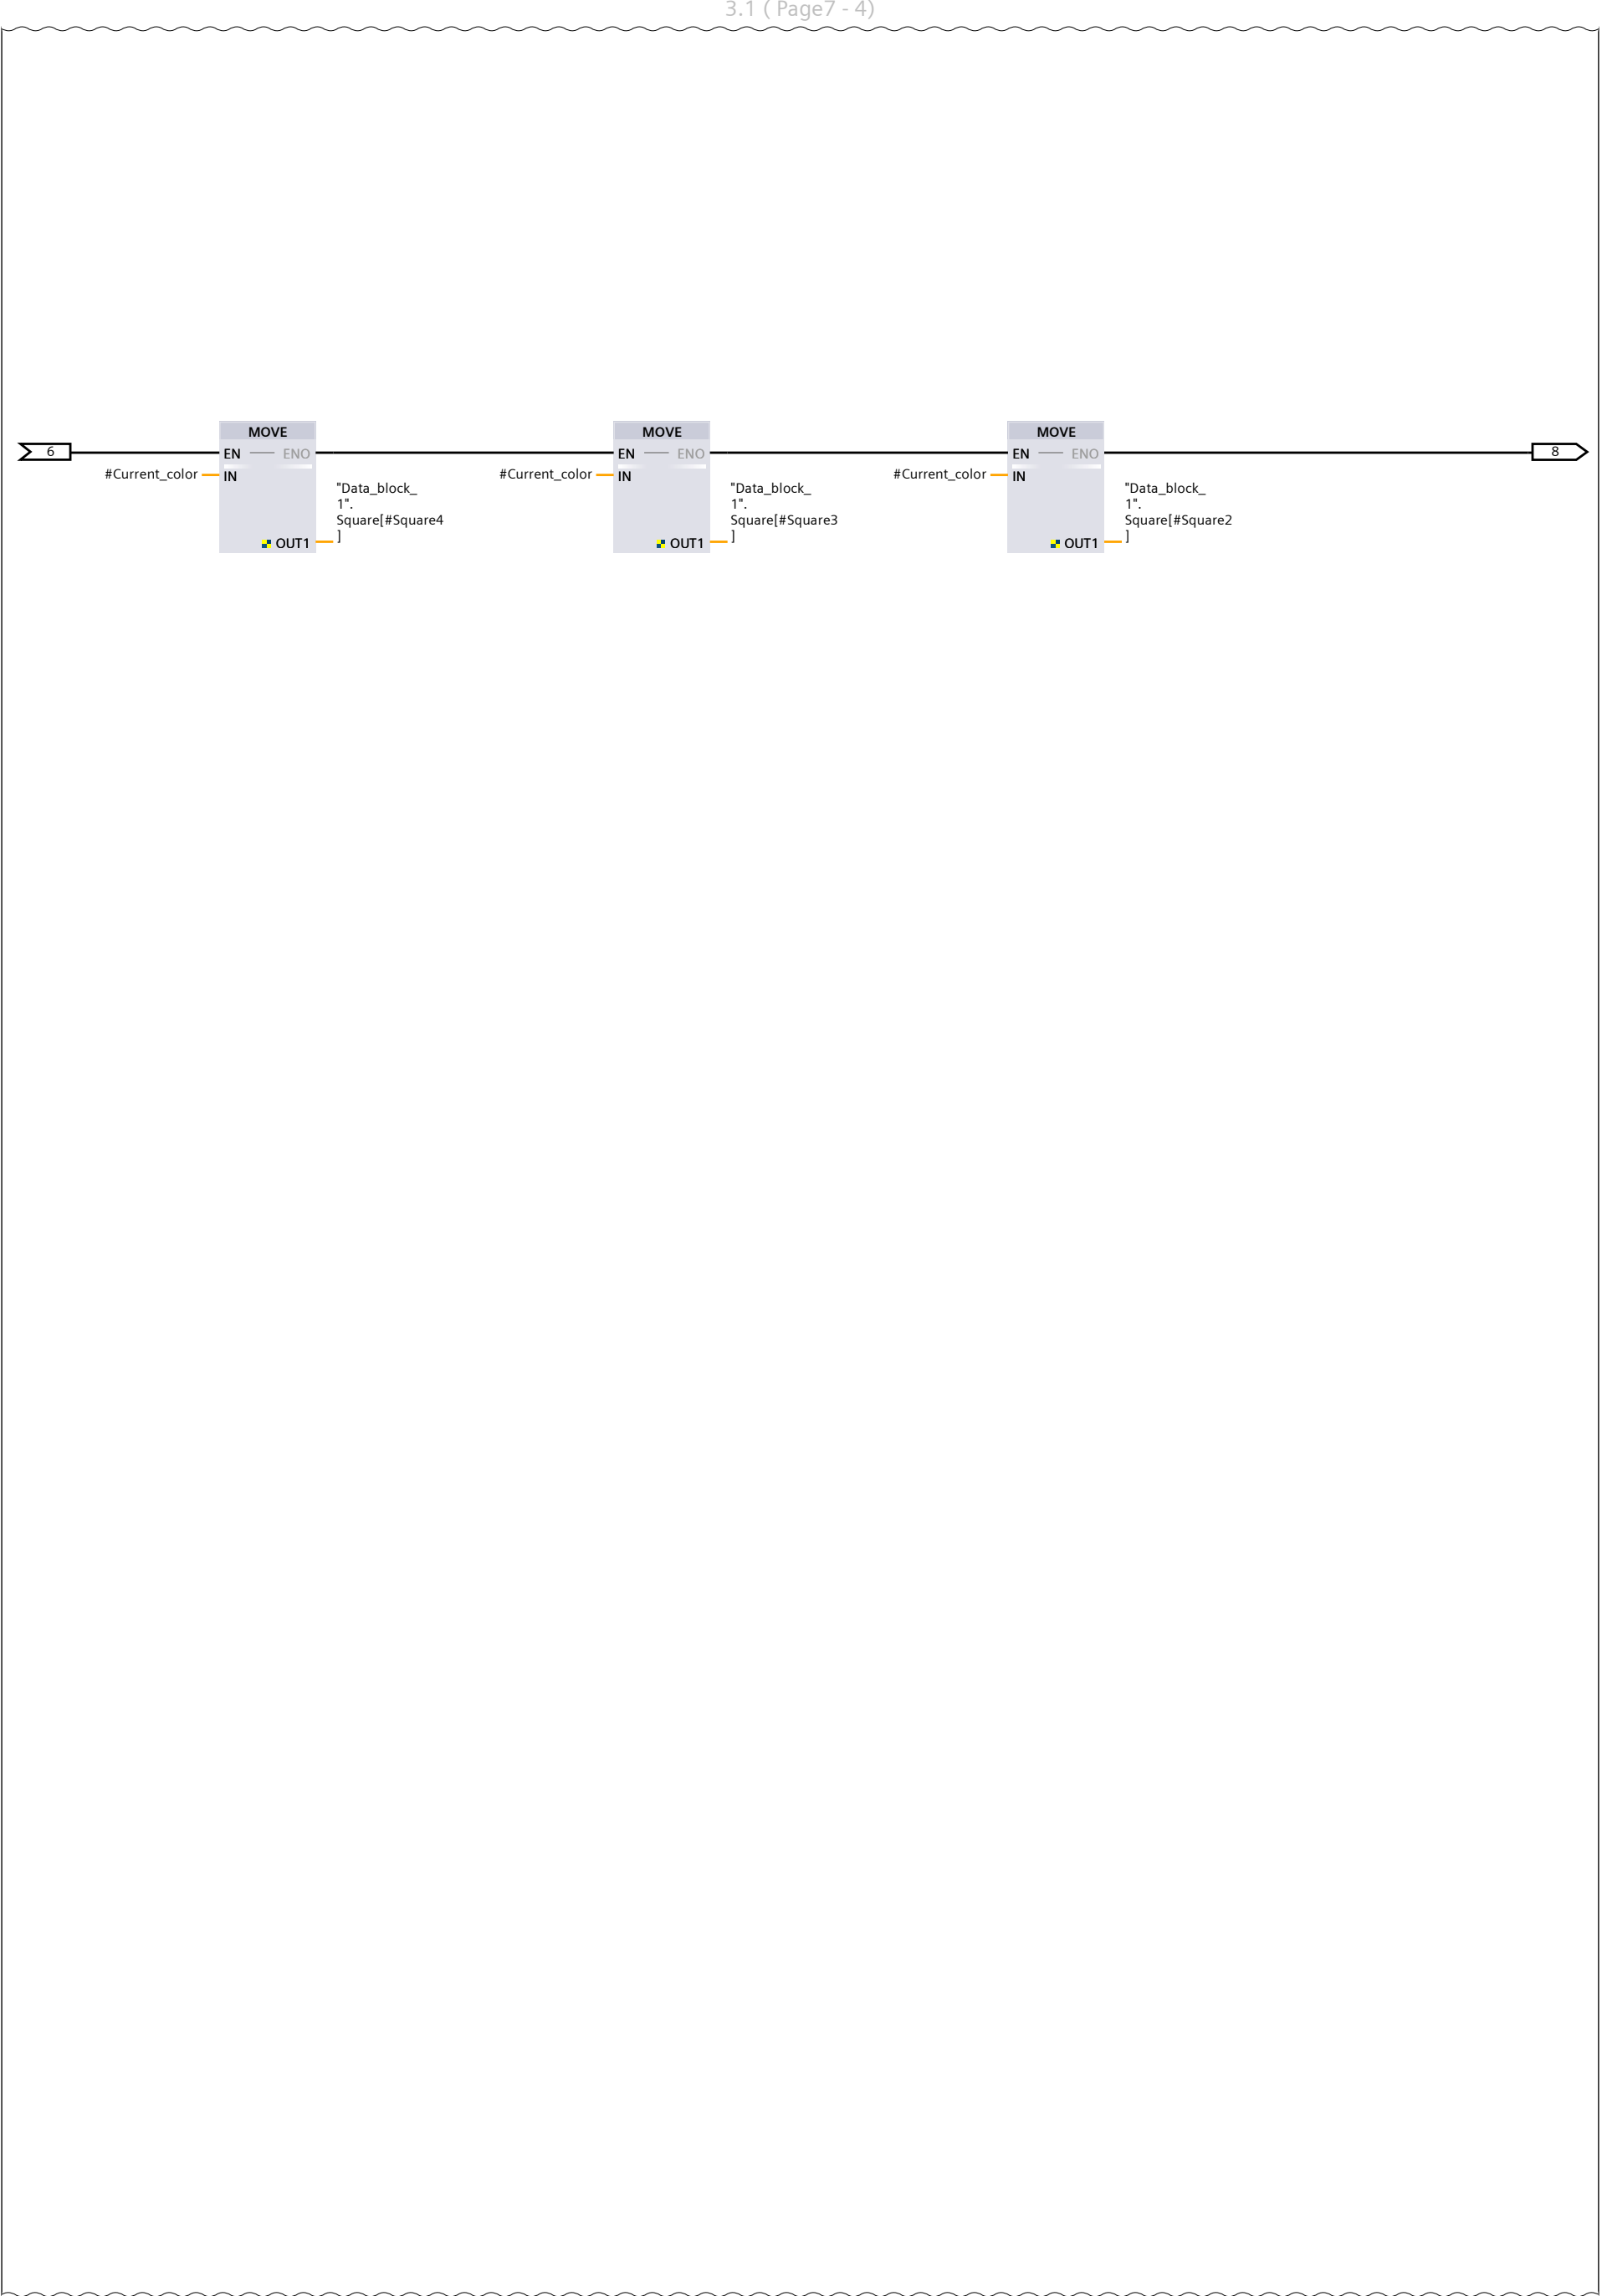 3.1 ( Page7 - 4)
MOVE
MOVE
MOVE
6
EN
ENO
EN
ENO
EN
ENO
8
#Current_color
IN
#Current_color
IN
#Current_color
IN
"Data_block_
1".
Square[#Square4
]
"Data_block_
1".
Square[#Square3
]
"Data_block_
1".
Square[#Square2
]
OUT1
OUT1
OUT1